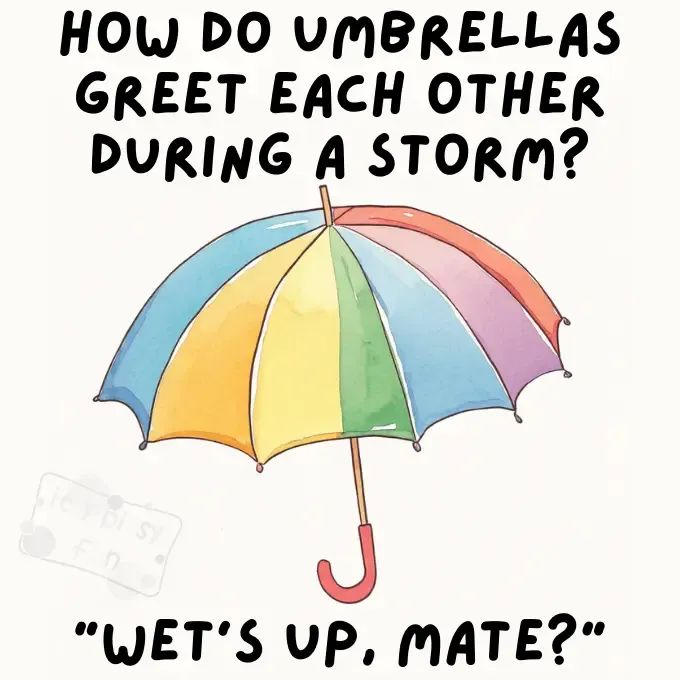 HOW DO UMBRELLAS
GREET EACH OTHER
DURING A STORM?
"WET'S UP, MATE?"